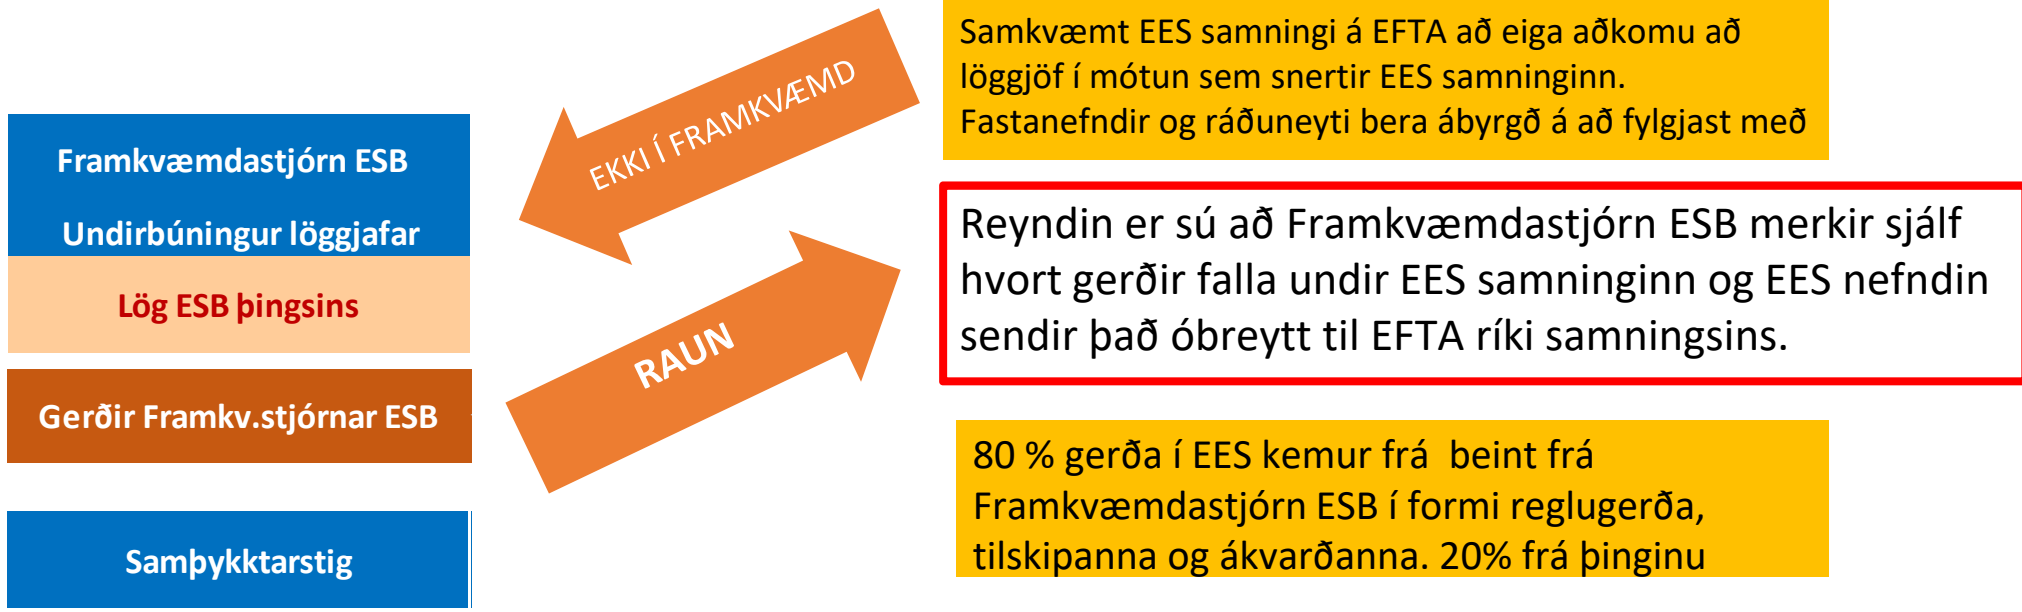 Framkvæmdastjórn ESB
Undirbúningur löggjafar
Lög ESB þingsins
Gerðir Framkv.stjórnar ESB
Samþykktarstig
EKKI Í FRAMKVÆMD
RAUN
Samkvæmt EES samningi á EFTA að eiga aðkomu að
löggjöf í mótun sem snertir EES samninginn.
Fastanefndir og ráðuneyti bera ábyrgð á að fylgjast með
Reyndin er sú að Framkvæmdastjórn ESB merkir sjálf
hvort gerðir falla undir EES samninginn og EES nefndin
sendir það óbreytt til EFTA ríki samningsins.
80 % gerða í EES kemur frá  beint frá
Framkvæmdastjórn ESB í formi reglugerða,
tilskipanna og ákvarðanna. 20% frá þinginu